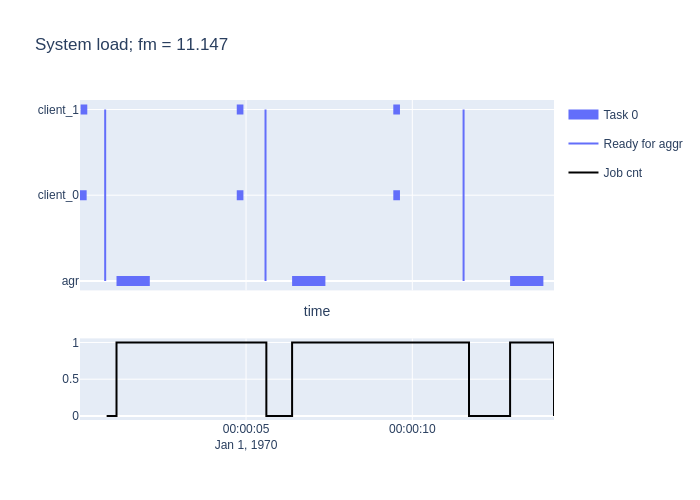 System load; fm = 11.147
client_1
client_0
agr
Task 0
Ready for aggr
Job cnt
time
1
0.5
0
00:00:05
Jan 1, 1970
00:00:10